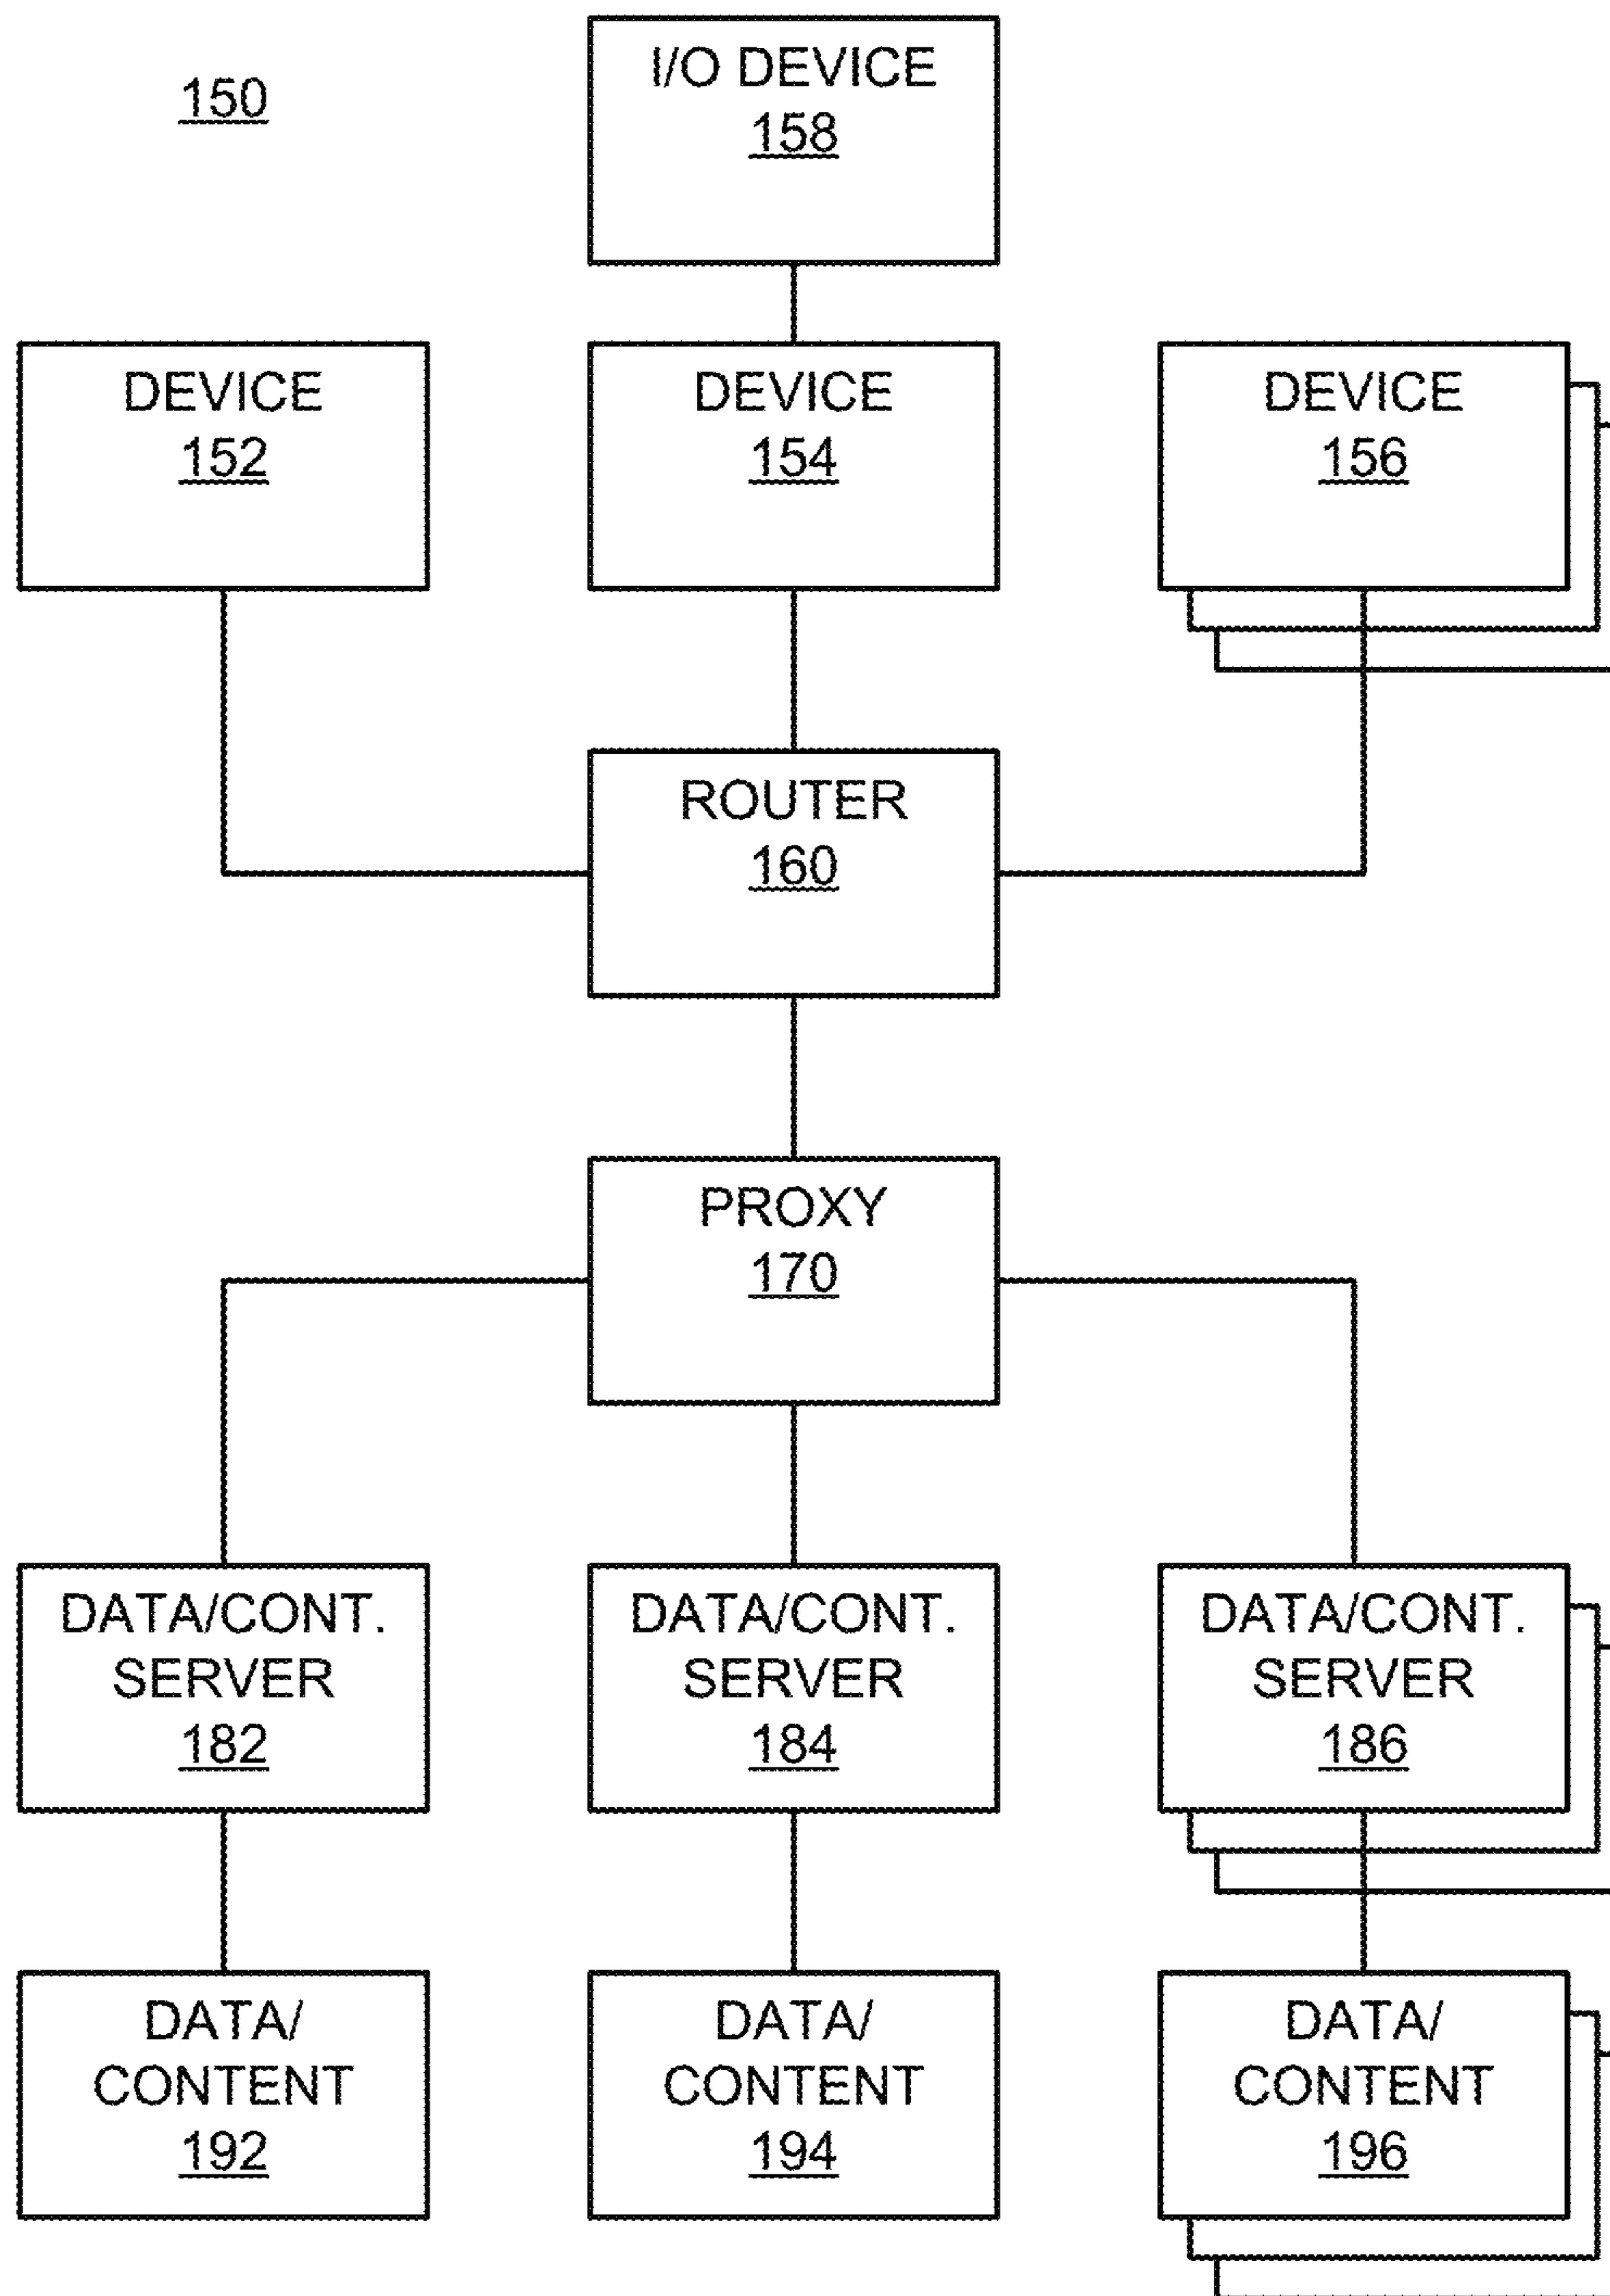 150
I/O DEVICE
158
DEVICE
152
DEVICE
154
DEVICE
156
ROUTER
160
PROXY
170
DATA/CONT.
SERVER
182
DATA/CONT.
SERVER
184
DATA/CONT.
SERVER
186
DATA/
CONTENT
192
DATA/
CONTENT
194
DATA/
CONTENT
196